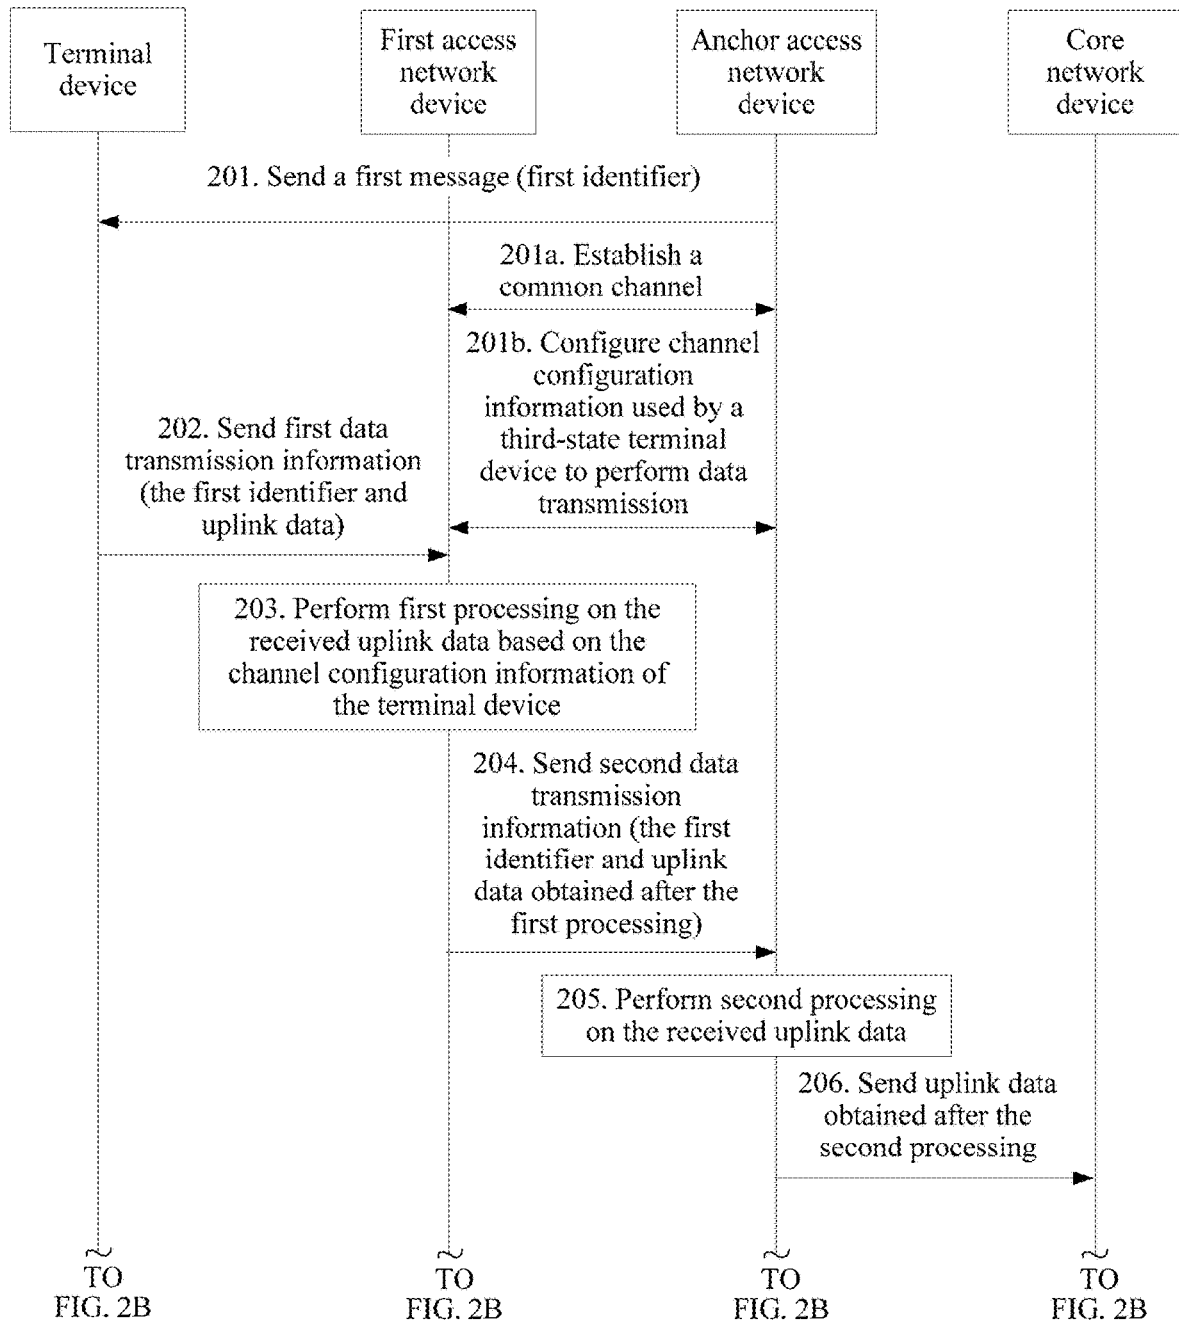 Terminal
device
First access
network
device
Anchor access
network
device
Core
network
device
201. Send a first message (first identifier)
201a. Establish a
common channel
201b. Configure channel
configuration
information used by a
third-state terminal
device to perform data
transmission
202. Send first data
transmission information
(the first identifier and
uplink data)
203. Perform first processing on the
received uplink data based on the
channel configuration information of
the terminal device
204. Send second data
transmission
information (the first
identifier and uplink
data obtained after the
first processing)
205. Perform second processing
on the received uplink data
206. Send uplink data
obtained after the
second processing
TO
FIG. 2B
TO
FIG. 2B
TO
FIG. 2B
TO
FIG. 2B